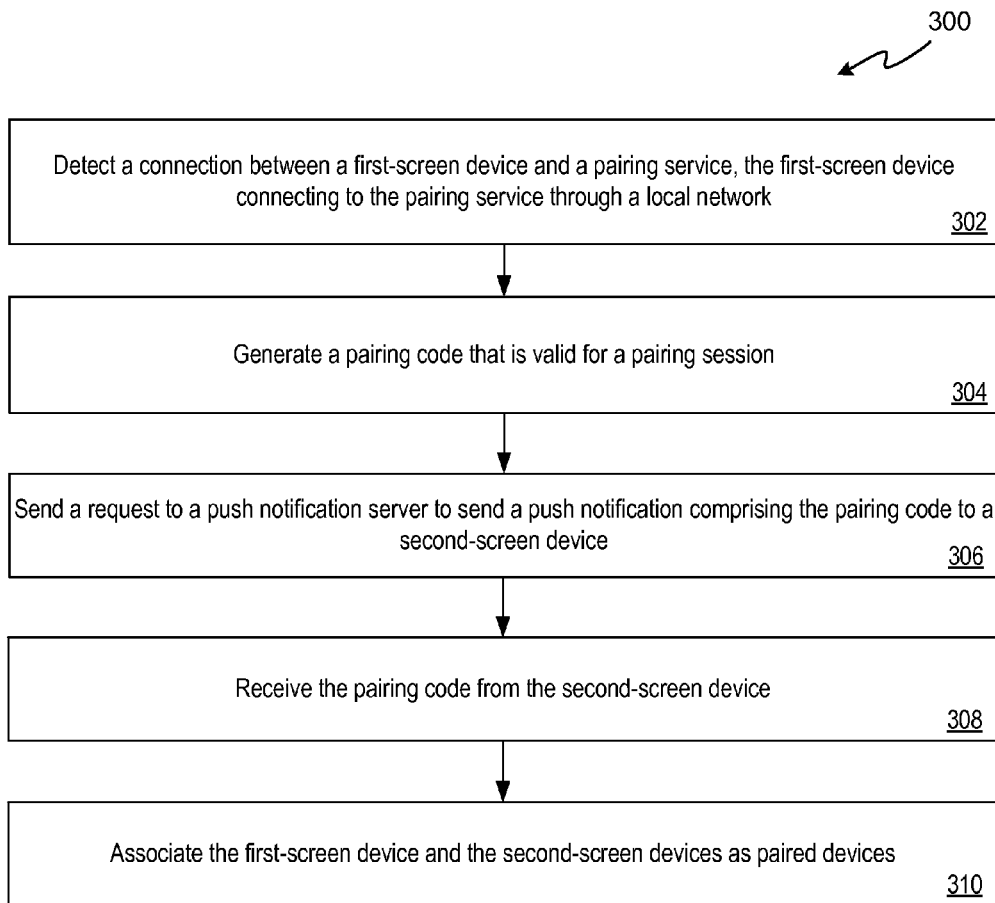 300
Detect a connection between a first-screen device and a pairing service, the first-screen device
connecting to the pairing service through a local network
302
Generate a pairing code that is valid for a pairing session
304
Send a request to a push notification server to send a push notification comprising the pairing code to a
second-screen device
306
Receive the pairing code from the second-screen device
308
Associate the first-screen device and the second-screen devices as paired devices
310